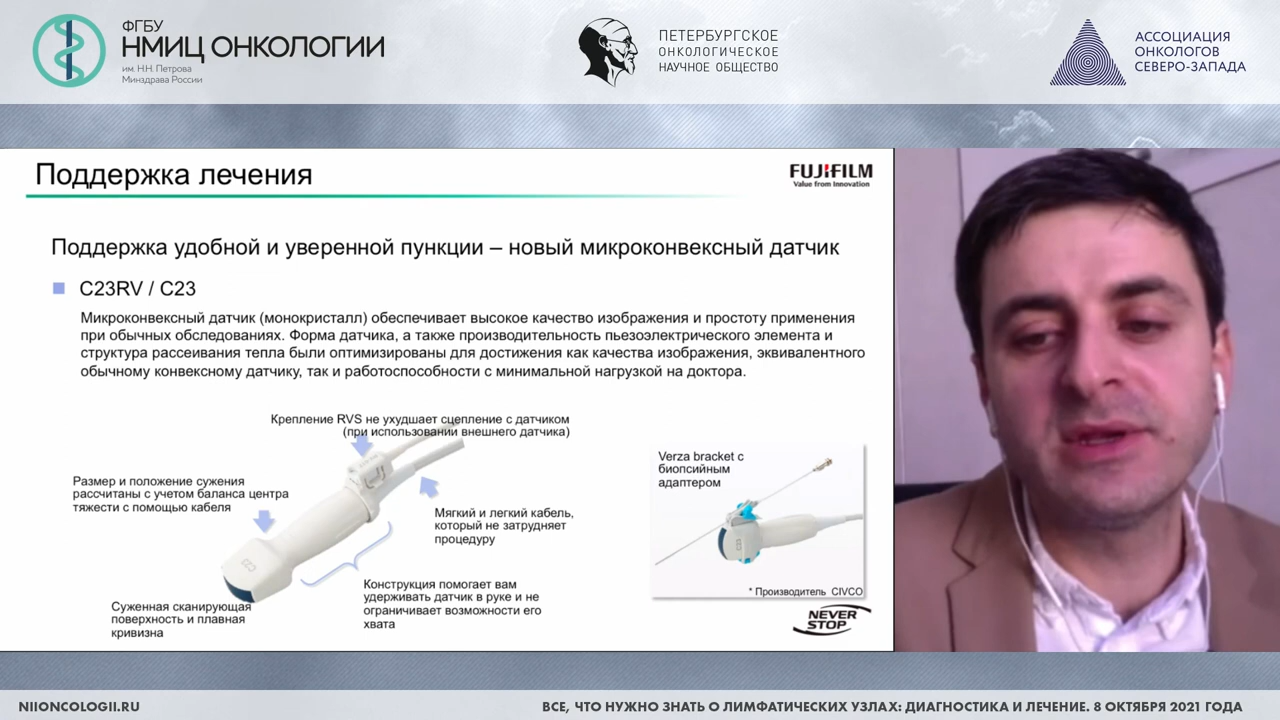 ФГБУ
НМИЦ ОНКОЛОГИИ
им. Н.Н. Петрова
Минздрава России
ПЕТЕРБУРГСКОЕ
ОНКОЛОГИЧЕСКОЕ
НАУЧНОЕ ОБЩЕСТВО
АССОЦИАЦИЯ
ОНКОЛОГОВ
СЕВЕРО-ЗАПАДА
Поддержка лечения
FUJIFILM
Value from Innovation
Поддержка удобной и уверенной пункции – новый микроконвексный датчик
C23RV / C23
Микроконвексный датчик (монокристалл) обеспечивает высокое качество изображения и простоту применения
при обычных обследованиях. Форма датчика, а также производительность пьезоэлектрического элемента и
структура рассеивания тепла были оптимизированы для достижения как качества изображения, эквивалентного
обычному конвексному датчику, так и работоспособности с минимальной нагрузкой на доктора.
Крепление RVS не ухудшает сцепление с датчиком
(при использовании внешнего датчика)
Размер и положение сужения
рассчитаны с учетом баланса центра
тяжести с помощью кабеля
Мягкий и легкий кабель,
который не затрудняет
процедуру
Конструкция помогает вам
удерживать датчик в руке и не
ограничивает возможности его
хвата
Суженная сканирующая
поверхность и плавная
кривизна
C23
Verza bracket с
биопсийным
адаптером
C23
* Производитель CIVCO
NEVER
STOP
NIIONCOLOGII.RU
ВСЕ, ЧТО НУЖНО ЗНАТЬ О ЛИМФАТИЧЕСКИХ УЗЛАХ: ДИАГНОСТИКА И ЛЕЧЕНИЕ. 8 ОКТЯБРЯ 2021 ГОДА